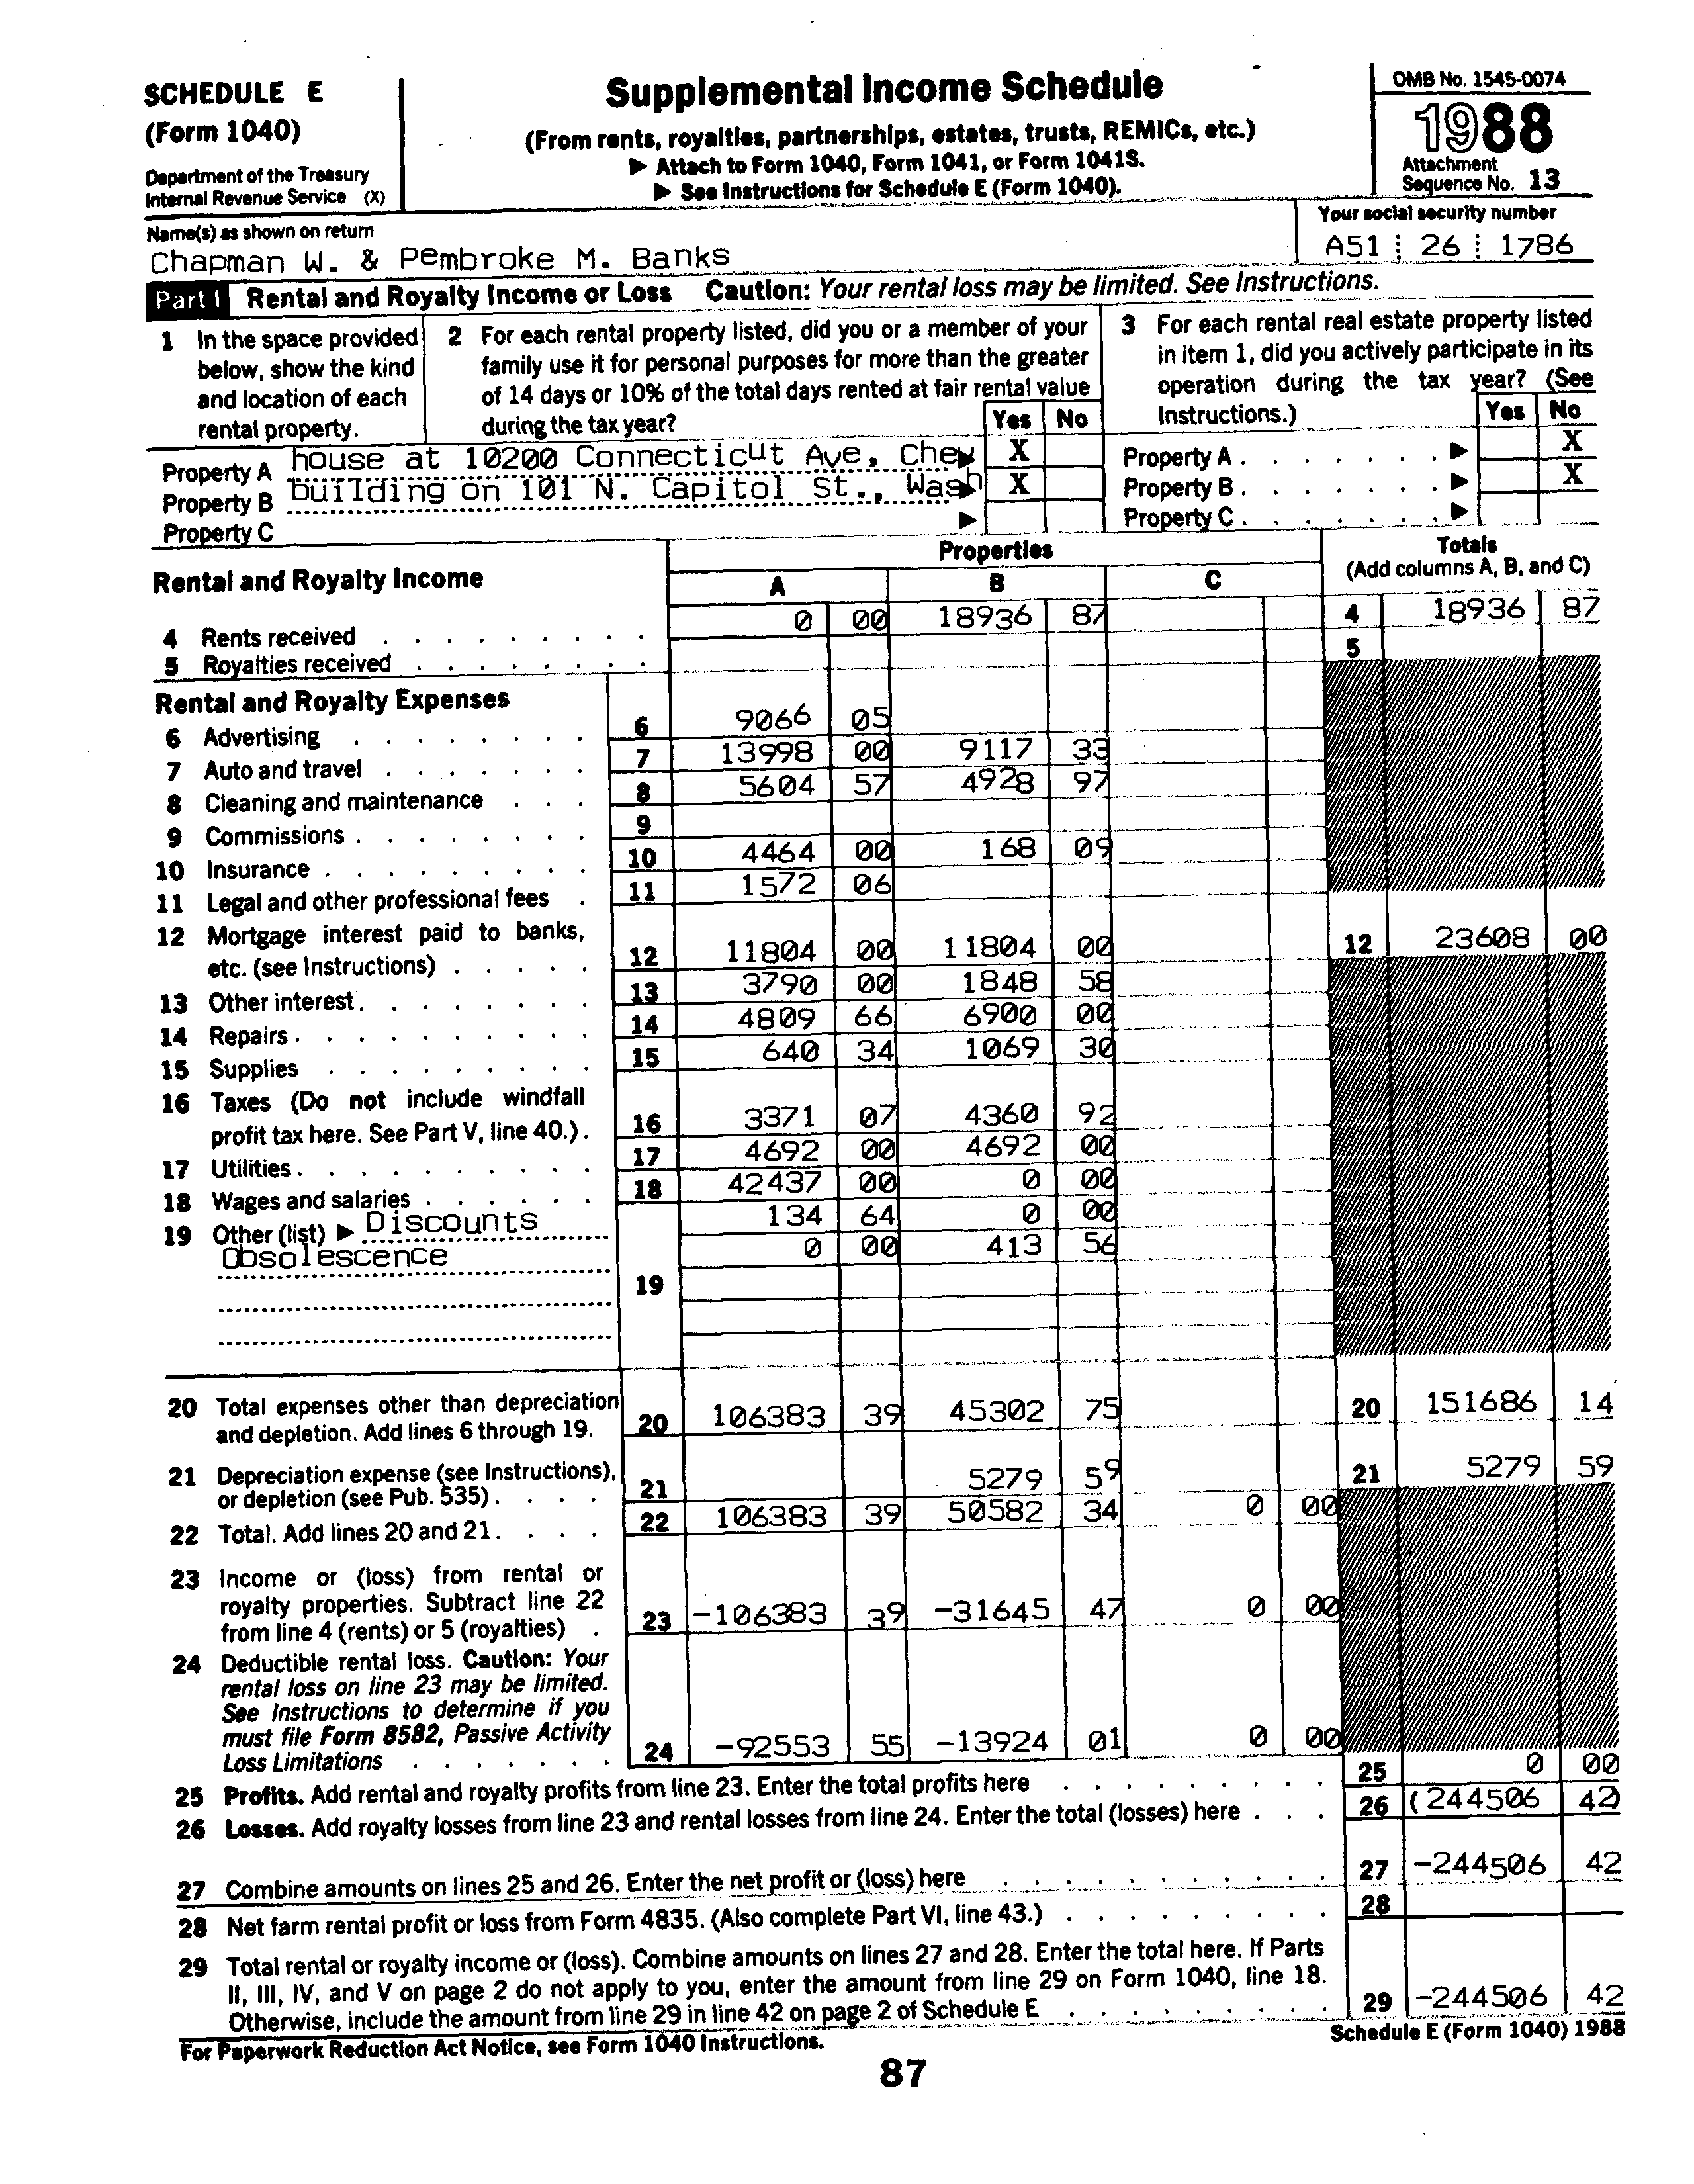 SCHEDULE E
(Form 1040)
Department of the Treasury
Internal Revenue Service (X)
Supplemental Income Schedule
(From rents, royalties, partnerships, estates, trusts, REMICs, etc.)
▶ Attach to Form 1040, Form 1041, or Form 1041S.
▶ See Instructions for Schedule E (Form 1040).
OMB No. 1545-0074
1988
Attachment
Sequence No. 13
Name(s) as shown on return
Chapman W. & Pembroke M. Banks
Your social security number
A51 26 1786
Part I Rental and Royalty Income or Loss Caution: Your rental loss may be limited. See Instructions.
1 In the space provided
below, show the kind
and location of each
rental property.
2 For each rental property listed, did you or a member of your
family use it for personal purposes for more than the greater
of 14 days or 10% of the total days rented at fair rental value
during the tax year? Yes No
3 For each rental real estate property listed
in item 1, did you actively participate in its
operation during the tax year? (See
Instructions.) Yes No
Property A house at 10200 Connecticut Ave, Chev ▶ X
Property B building on 101 N. Capitol St., Wash ▶ X
Property C ▶
Property A . . . . . . . ▶ X
Property B . . . . . . . ▶ X
Property C . . . . . . . ▶
Rental and Royalty Income
Properties
A B C
Totals
(Add columns A, B, and C)
4 Rents received 0 00 18936 87 4 18936 87
5 Royalties received 5
Rental and Royalty Expenses
6 Advertising 6 9066 05
7 Auto and travel 7 13998 00 9117 33
8 Cleaning and maintenance 8 5604 57 4928 97
9 Commissions 9
10 Insurance 10 4464 00 168 09
11 Legal and other professional fees 11 1572 06
12 Mortgage interest paid to banks,
etc. (see Instructions) 12 11804 00 11804 00 12 23608 00
13 Other interest 13 3790 00 1848 58
14 Repairs 14 4809 66 6900 00
15 Supplies 15 640 34 1069 30
16 Taxes (Do not include windfall
profit tax here. See Part V, line 40.) 16 3371 07 4360 92
17 Utilities 17 4692 00 4692 00
18 Wages and salaries 18 42437 00 0 00
19 Other (list) ▶ Discounts 134 64 0 00
Obsolescence 0 00 413 56
19
20 Total expenses other than depreciation
and depletion. Add lines 6 through 19. 20 106383 39 45302 75 20 151686 14
21 Depreciation expense (see Instructions),
or depletion (see Pub. 535) 21 5279 59 21 5279 59
22 Total. Add lines 20 and 21 22 106383 39 50582 34 0 00
23 Income or (loss) from rental or
royalty properties. Subtract line 22
from line 4 (rents) or 5 (royalties) 23 -106383 39 -31645 47 0 00
24 Deductible rental loss. Caution: Your
rental loss on line 23 may be limited.
See Instructions to determine if you
must file Form 8582, Passive Activity
Loss Limitations 24 -92553 55 -13924 01 0 00
25 Profits. Add rental and royalty profits from line 23. Enter the total profits here 25 0 00
26 Losses. Add royalty losses from line 23 and rental losses from line 24. Enter the total (losses) here 26 (244506 42)
27 Combine amounts on lines 25 and 26. Enter the net profit or (loss) here 27 -244506 42
28 Net farm rental profit or loss from Form 4835. (Also complete Part VI, line 43.) 28
29 Total rental or royalty income or (loss). Combine amounts on lines 27 and 28. Enter the total here. If Parts
II, III, IV, and V on page 2 do not apply to you, enter the amount from line 29 on Form 1040, line 18.
Otherwise, include the amount from line 29 in line 42 on page 2 of Schedule E 29 -244506 42
For Paperwork Reduction Act Notice, see Form 1040 Instructions.
Schedule E (Form 1040) 1988
87